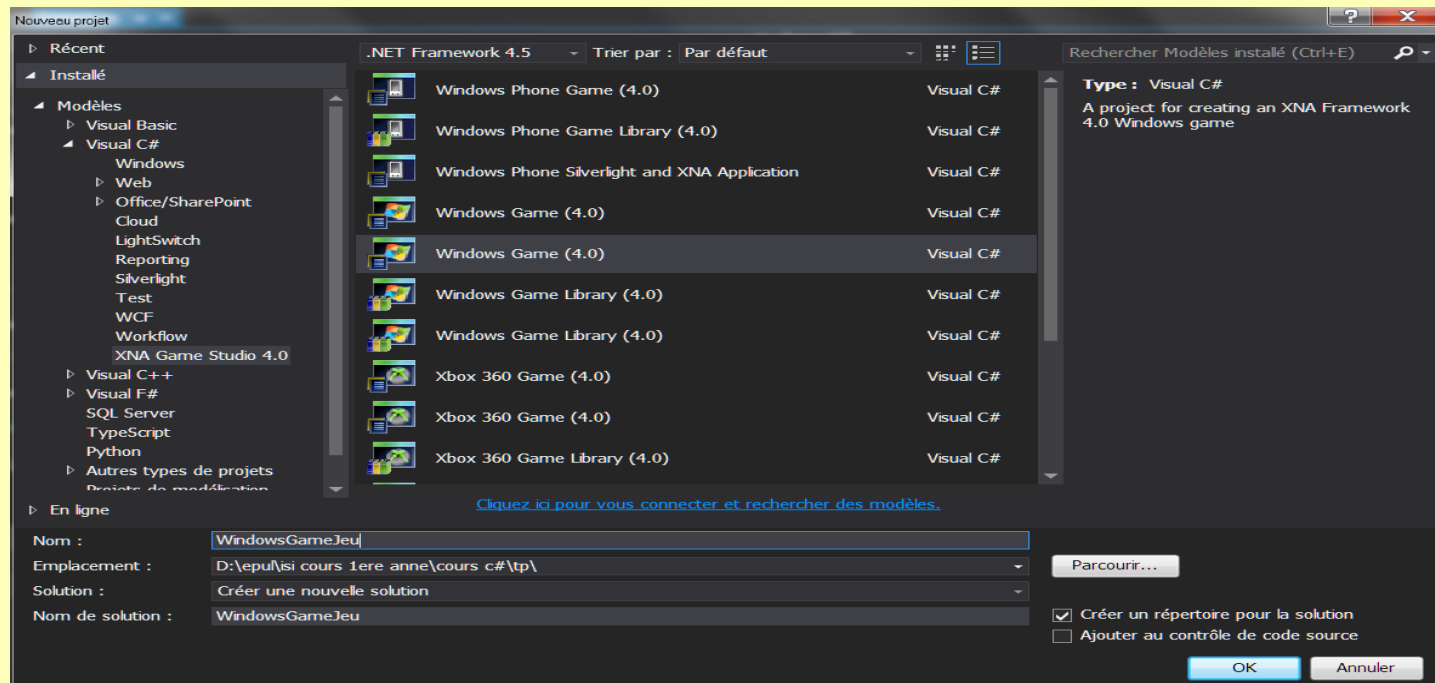 Nouveau projet
Récent
Installé
Modèles
Visual Basic
Visual C#
Windows
Web
Office/SharePoint
Cloud
LightSwitch
Reporting
Silverlight
Test
WCF
Workflow
XNA Game Studio 4.0
Visual C++
Visual F#
SQL Server
TypeScript
Python
Autres types de projets
Projets de modélisation
En ligne
.NET Framework 4.5 Trier par : Par défaut
Windows Phone Game (4.0) Visual C#
Windows Phone Game Library (4.0) Visual C#
Windows Phone Silverlight and XNA Application Visual C#
Windows Game (4.0) Visual C#
Windows Game (4.0) Visual C#
Windows Game Library (4.0) Visual C#
Windows Game Library (4.0) Visual C#
Xbox 360 Game (4.0) Visual C#
Xbox 360 Game (4.0) Visual C#
Xbox 360 Game Library (4.0) Visual C#
Cliquez ici pour vous connecter et rechercher des modèles.
Rechercher Modèles installé (Ctrl+E)
Type : Visual C#
A project for creating an XNA Framework
4.0 Windows game
Nom : WindowsGameJeu
Emplacement : D:\epul\isi cours 1ere anne\cours c#\tp\
Parcourir...
Solution : Créer une nouvelle solution
Nom de solution : WindowsGameJeu
Créer un répertoire pour la solution
Ajouter au contrôle de code source
OK Annuler